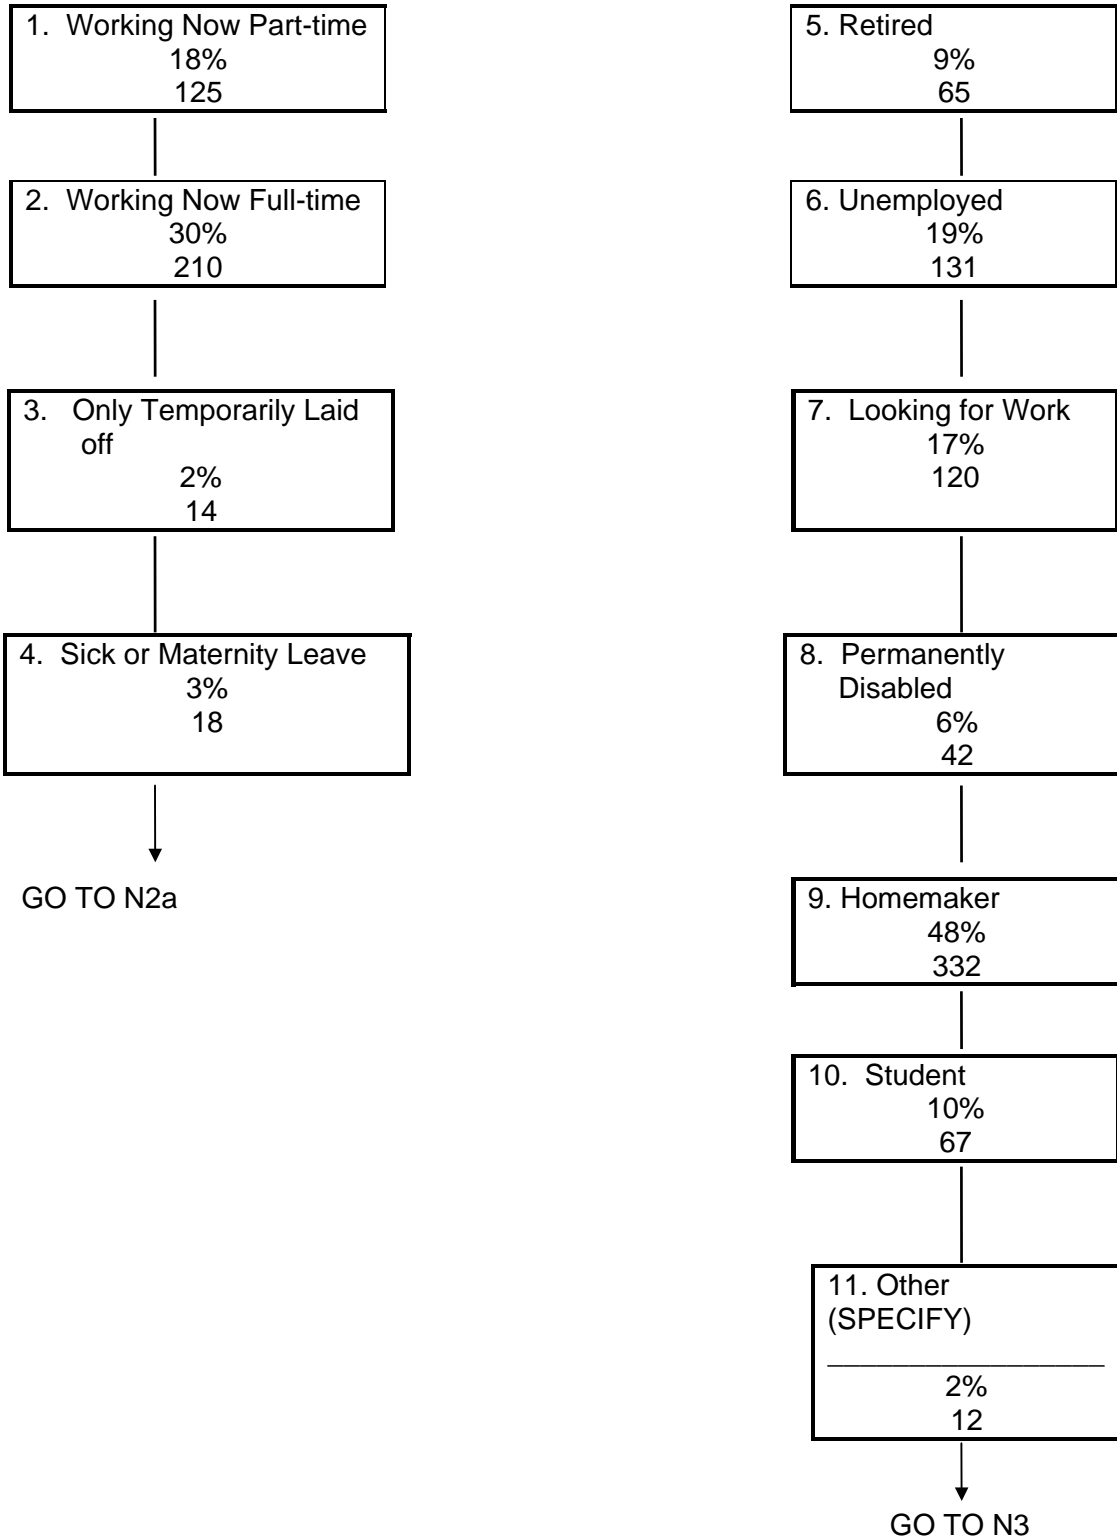 1. Working Now Part-time
18%
125
2. Working Now Full-time
30%
210
3. Only Temporarily Laid
off
2%
14
4. Sick or Maternity Leave
3%
18
GO TO N2a
5. Retired
9%
65
6. Unemployed
19%
131
7. Looking for Work
17%
120
8. Permanently
Disabled
6%
42
9. Homemaker
48%
332
10. Student
10%
67
11. Other
(SPECIFY)
_________________
2%
12
GO TO N3